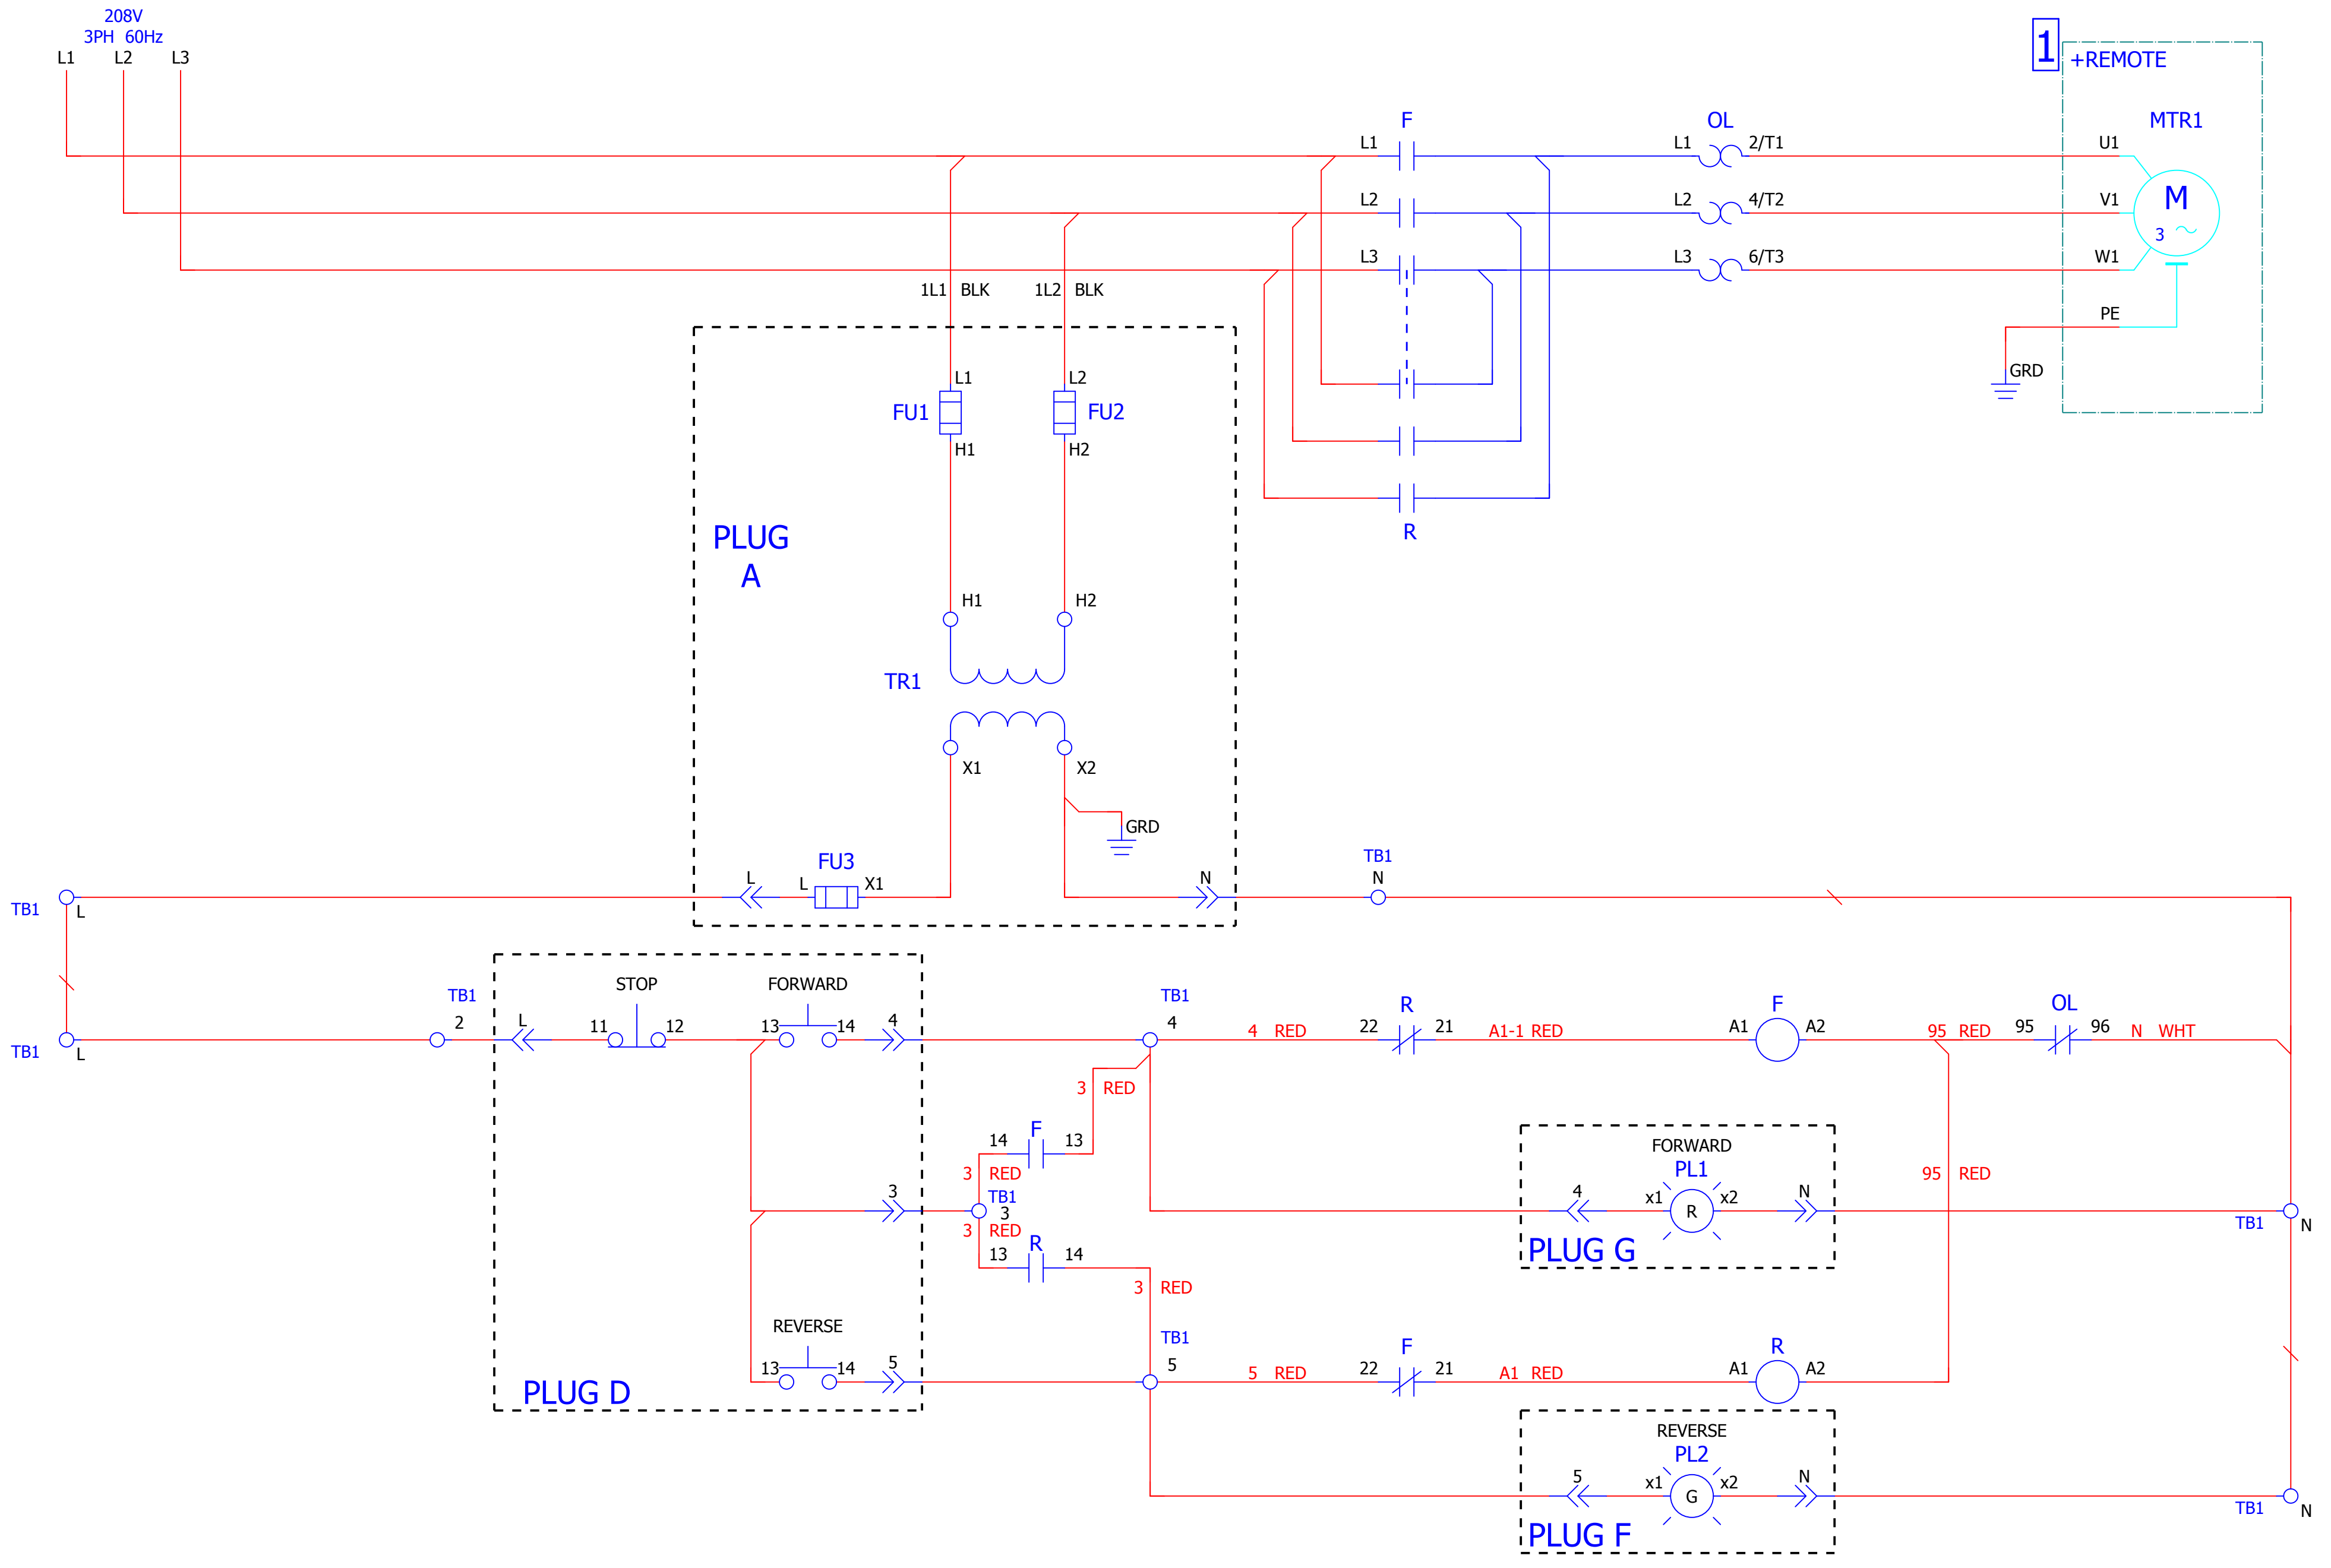 208V
3PH 60Hz
L1 L2 L3
1
+REMOTE
F
OL
MTR1
L1 L1 2/T1 U1
M
3
L2 L2 4/T2 V1
L3 L3 6/T3 W1
1L1 BLK 1L2 BLK
PE
GRD
L1 L2
FU1 FU2
H1 H2
R
PLUG
A
H1 H2
TR1
X1 X2
GRD
FU3
TB1
L L X1 N N
TB1 L
STOP FORWARD
TB1 TB1 R F OL
2 L 11 12 13 14 4 4
4 RED 22 21 A1-1 RED A1 A2 95 RED 95 96 N WHT
TB1 L
3 RED
F
14 13
FORWARD
PL1
3 RED
95 RED
3 TB1 3
4 x1 R x2 N
TB1 N
3 RED
R
13 14
PLUG G
3 RED
REVERSE
TB1 F R
13 14 5 5
5 RED 22 21 A1 RED A1 A2
PLUG D
REVERSE
PL2
5 x1 G x2 N
TB1 N
PLUG F